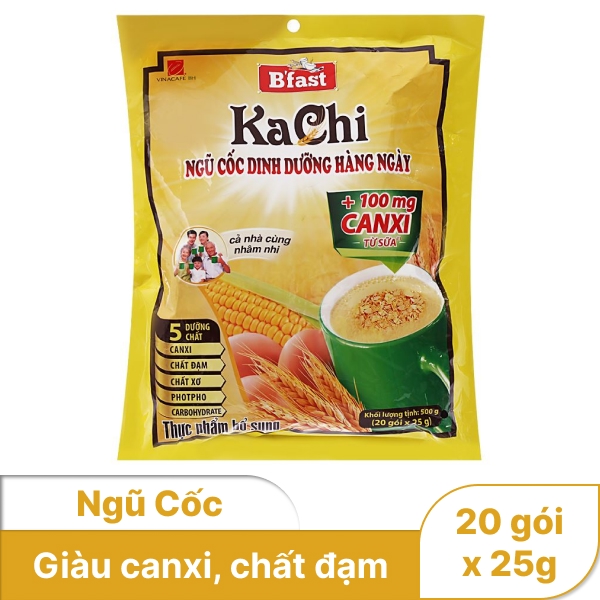 VINACAFÉ BH
B'fast
KaChi
NGŨ CỐC DINH DƯỠNG HÀNG NGÀY
+ 100 mg
CANXI
TỪ SỮA
cả nhà cùng
nhâm nhi
5 DƯỠNG
CHẤT
CANXI
CHẤT ĐẠM
CHẤT XƠ
PHOTPHO
CARBOHYDRATE
Thực phẩm bổ sung
Khối lượng tịnh: 500 g
(20 gói x 25 g)
Ngũ Cốc
Giàu canxi, chất đạm
20 gói
x 25g